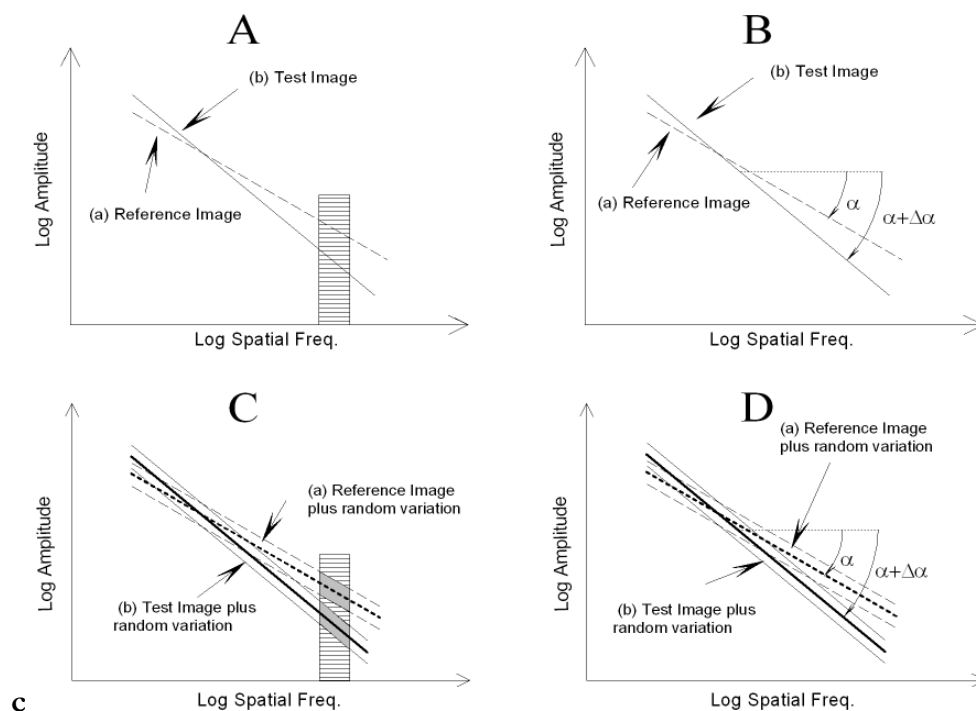 A
(b) Test Image
(a) Reference Image
Log Amplitude
Log Spatial Freq.
B
(b) Test Image
(a) Reference Image
α
α+Δα
Log Amplitude
Log Spatial Freq.
C
(a) Reference Image
plus random variation
(b) Test Image plus
random variation
Log Amplitude
Log Spatial Freq.
D
(a) Reference Image
plus random variation
α
α+Δα
(b) Test Image plus
random variation
Log Amplitude
Log Spatial Freq.
c